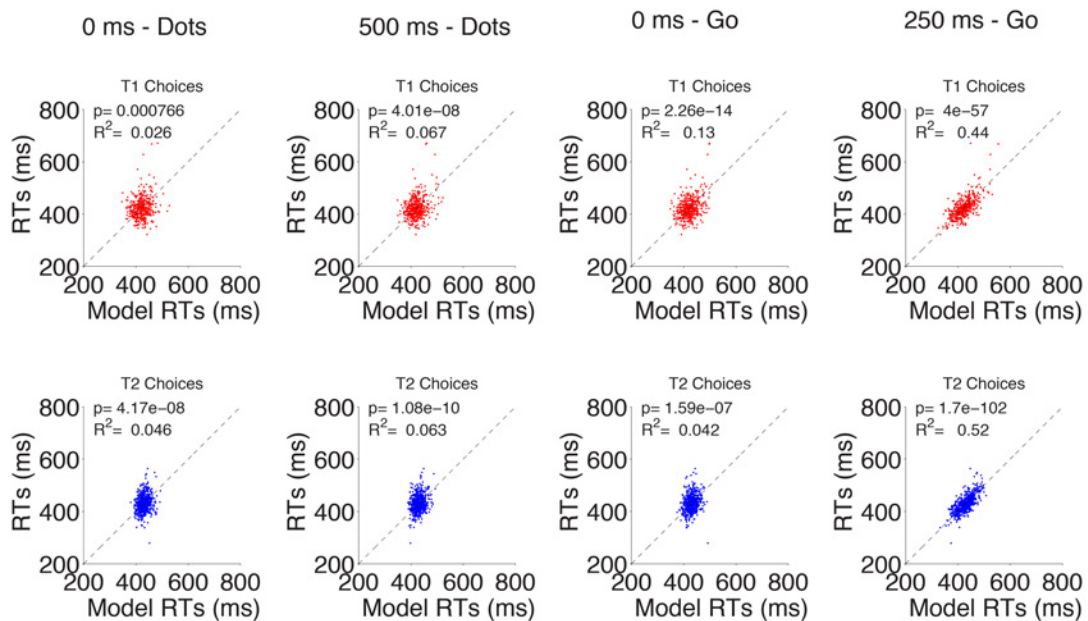 0 ms - Dots
500 ms - Dots
0 ms - Go
250 ms - Go
T1 Choices
p= 0.000766
R2= 0.026
800
600
400
200
RTs (ms)
200 400 600 800
Model RTs (ms)
T1 Choices
p= 4.01e−08
R2= 0.067
800
600
400
200
RTs (ms)
200 400 600 800
Model RTs (ms)
T1 Choices
p= 2.26e−14
R2= 0.13
800
600
400
200
RTs (ms)
200 400 600 800
Model RTs (ms)
T1 Choices
p= 4e−57
R2= 0.44
800
600
400
200
RTs (ms)
200 400 600 800
Model RTs (ms)
T2 Choices
p= 4.17e−08
R2= 0.046
800
600
400
200
RTs (ms)
200 400 600 800
Model RTs (ms)
T2 Choices
p= 1.08e−10
R2= 0.063
800
600
400
200
RTs (ms)
200 400 600 800
Model RTs (ms)
T2 Choices
p= 1.59e−07
R2= 0.042
800
600
400
200
RTs (ms)
200 400 600 800
Model RTs (ms)
T2 Choices
p= 1.7e−102
R2= 0.52
800
600
400
200
RTs (ms)
200 400 600 800
Model RTs (ms)